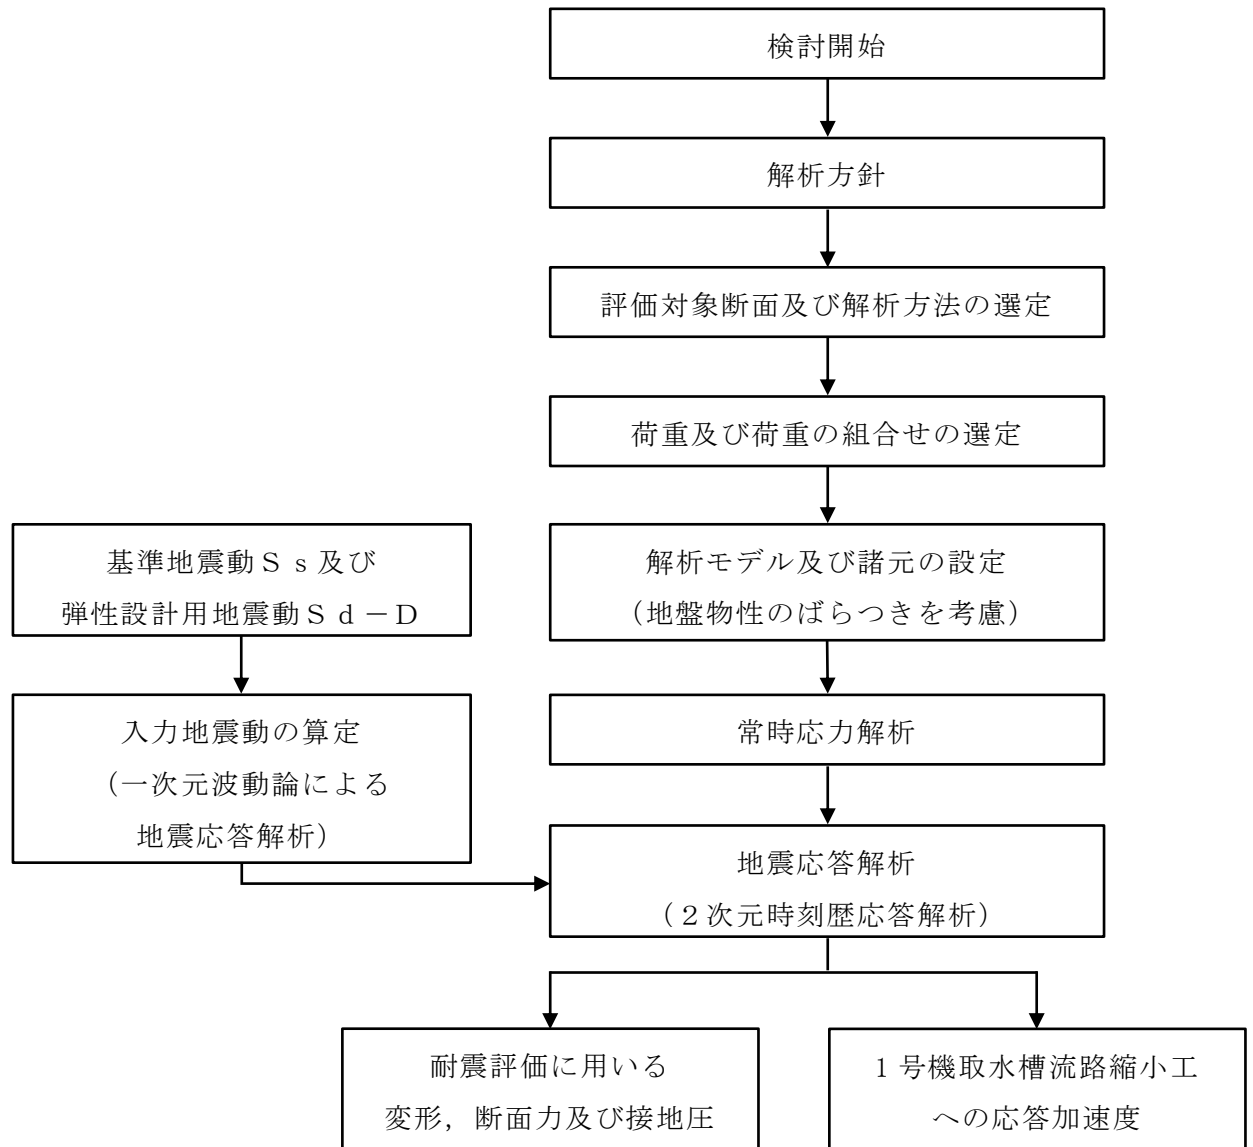 検討開始
解析方針
評価対象断面及び解析方法の選定
荷重及び荷重の組合せの選定
基準地震動Ｓｓ及び
弾性設計用地震動Ｓｄ－Ｄ
解析モデル及び諸元の設定
（地盤物性のばらつきを考慮）
入力地震動の算定
（一次元波動論による
地震応答解析）
常時応力解析
地震応答解析
（２次元時刻歴応答解析）
耐震評価に用いる
変形，断面力及び接地圧
１号機取水槽流路縮小工
への応答加速度